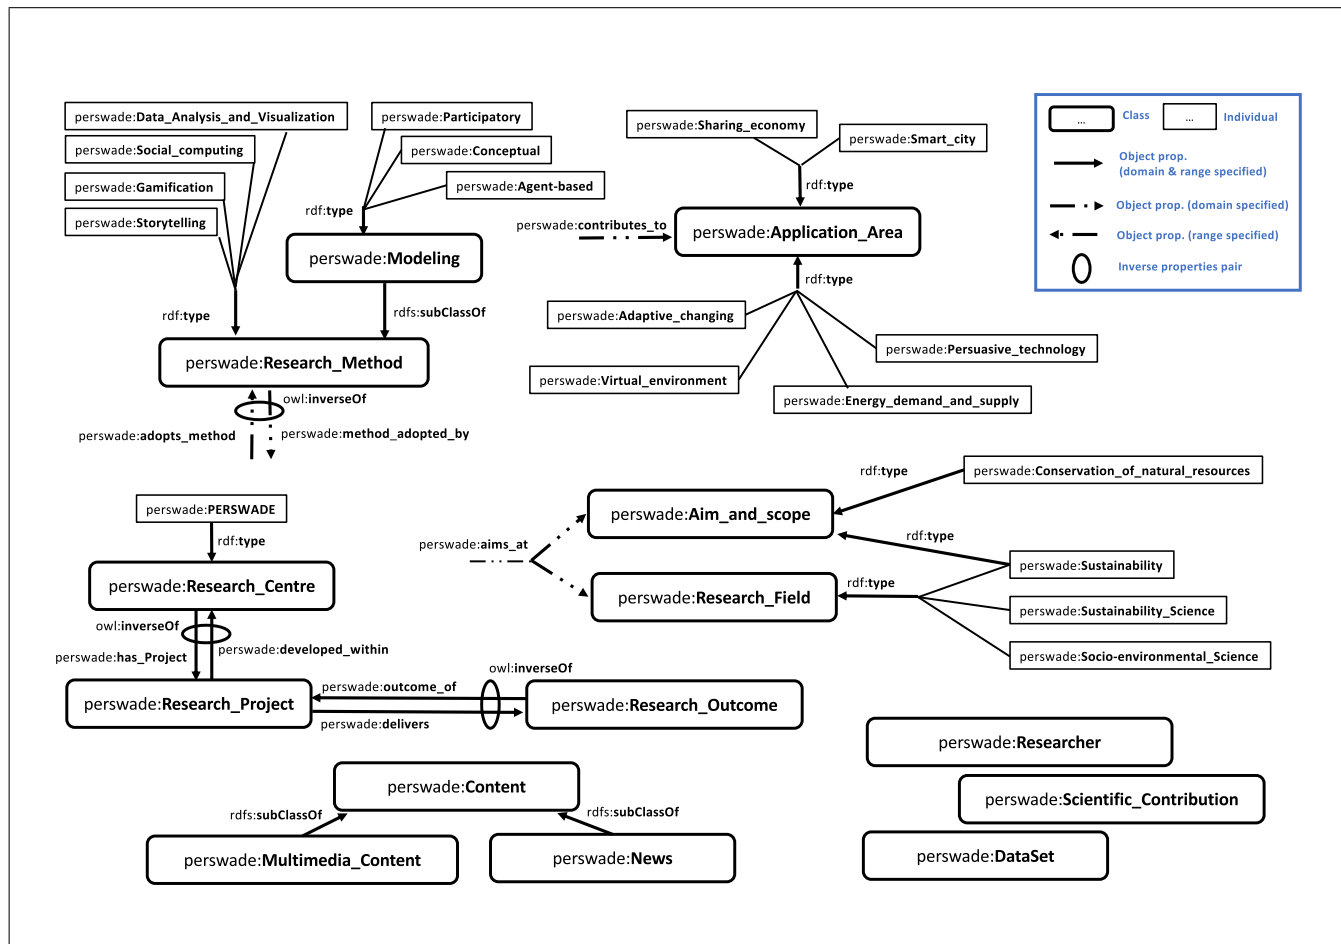 perswade:Data_Analysis_and_Visualization
perswade:Social_computing
perswade:Gamification
perswade:Storytelling
rdf:type
perswade:Participatory
perswade:Conceptual
perswade:Agent-based
rdf:type
perswade:Modeling
rdfs:subClassOf
perswade:Research_Method
owl:inverseOf
perswade:adopts_method
perswade:method_adopted_by
perswade:Sharing_economy
perswade:Smart_city
rdf:type
perswade:contributes_to
perswade:Application_Area
rdf:type
perswade:Adaptive_changing
perswade:Persuasive_technology
perswade:Virtual_environment
perswade:Energy_demand_and_supply
...
Class
...
Individual
Object prop.
(domain & range specified)
Object prop. (domain specified)
Object prop. (range specified)
Inverse properties pair
perswade:PERSWADE
rdf:type
perswade:Research_Centre
owl:inverseOf
perswade:has_Project
perswade:developed_within
perswade:Research_Project
perswade:outcome_of
perswade:delivers
owl:inverseOf
perswade:Research_Outcome
perswade:aims_at
perswade:Aim_and_scope
perswade:Research_Field
rdf:type
perswade:Conservation_of_natural_resources
rdf:type
rdf:type
perswade:Sustainability
perswade:Sustainability_Science
perswade:Socio-environmental_Science
perswade:Content
rdfs:subClassOf
rdfs:subClassOf
perswade:Multimedia_Content
perswade:News
perswade:Researcher
perswade:Scientific_Contribution
perswade:DataSet